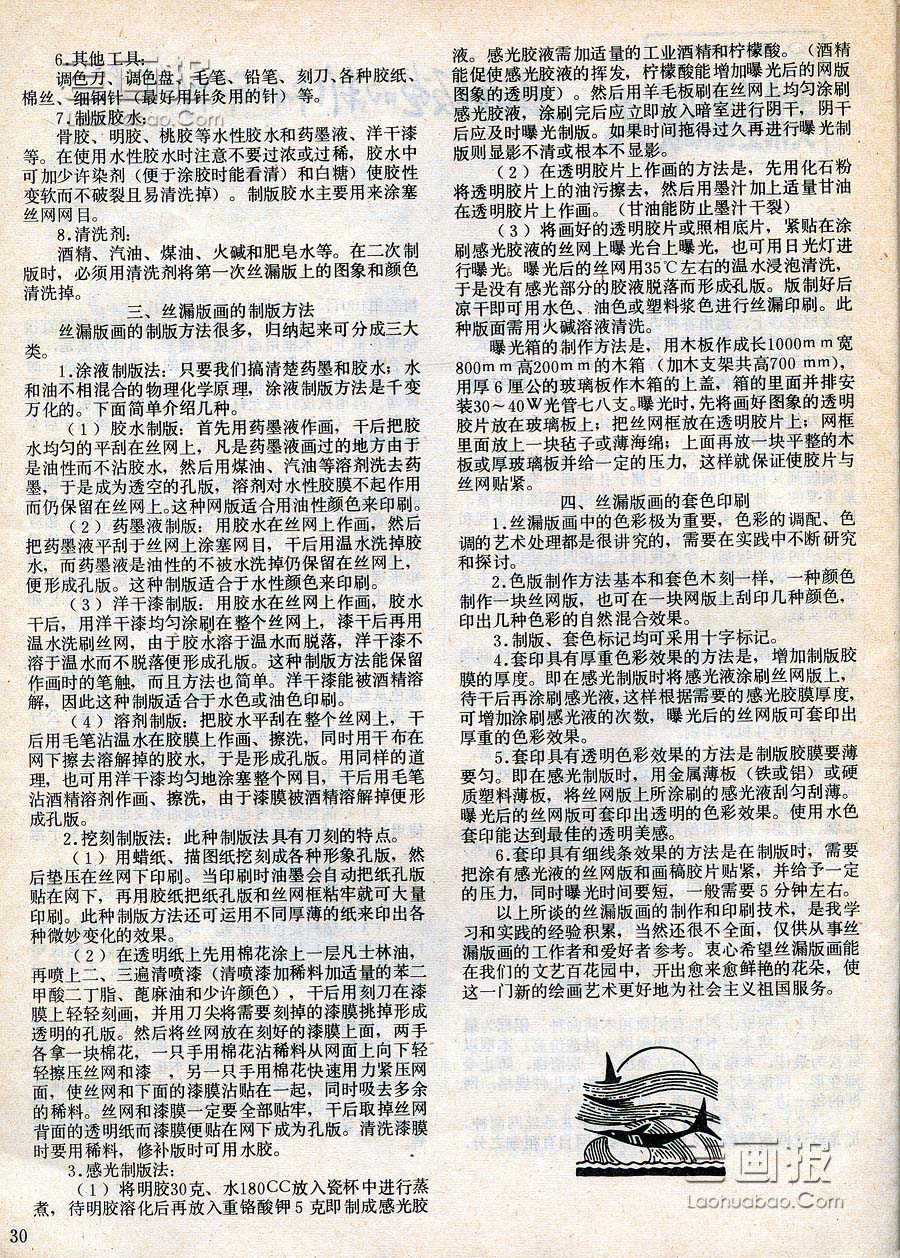 6.其他工具：
调色刀、调色盘、毛笔、铅笔、刻刀、各种胶纸、
棉丝、细钢针（最好用针灸用的针）等。
7.制版胶水：
骨胶、明胶、桃胶等水性胶水和药墨液、洋干漆
等。在使用水性胶水时注意不要过浓或过稀，胶水中
可加少许染剂（便于涂胶时能看清）和白糖）使胶性
变软而不破裂且易清洗掉）。制版胶水主要用来涂塞
丝网网目。
8.清洗剂：
酒精、汽油、煤油、火碱和肥皂水等。在二次制
版时，必须用清洗剂将第一次丝漏版上的图象和颜色
清洗掉。
三、丝漏版画的制版方法
丝漏版画的制版方法很多，归纳起来可分成三大
类。
1.涂液制版法：只要我们搞清楚药墨和胶水；水
和油不相混合的物理化学原理，涂液制版方法是千变
万化的。下面简单介绍几种。
（1）胶水制版：首先用药墨液作画，干后把胶
水均匀的平刮在丝网上，凡是药墨液画过的地方由于
是油性而不沾胶水，然后用煤油、汽油等溶剂洗去药
墨，于是成为透空的孔版，溶剂对水性胶膜不起作用
而仍保留在丝网上。这种网版适合用油性颜色来印刷。
（2）药墨液制版：用胶水在丝网上作画，然后
把药墨液平刮于丝网上涂塞网目，干后用温水洗掉胶
水，而药墨液是油性的不被水洗掉仍保留在丝网上，
便形成孔版。这种制版适合于水性颜色来印刷。
（3）洋干漆制版：用胶水在丝网上作画，胶水
干后，用洋干漆均匀涂刷在整个丝网上，漆干后再用
温水洗刷丝网，由于胶水溶于温水而脱落，洋干漆不
溶于温水而不脱落便形成孔版。这种制版方法能保留
作画时的笔触，而且方法也简单。洋干漆能被酒精溶
解，因此这种制版适合于水色或油色印刷。
（4）溶剂制版：把胶水平刮在整个丝网上，干
后用毛笔沾温水在胶膜上作画、擦洗，同时用干布在
网下擦去溶解掉的胶水，于是形成孔版。用同样的道
理，也可用洋干漆均匀地涂塞整个网目，干后用毛笔
沾酒精溶剂作画、擦洗，由于漆膜被酒精溶解掉便形
成孔版。
2.挖刻制版法：此种制版法具有刀刻的特点。
（1）用蜡纸、描图纸挖刻成各种形象孔版，然
后垫压在丝网下印刷。当印刷时油墨会自动把纸孔版
贴在网下，再用胶纸把纸孔版和丝网框粘牢就可大量
印刷。此种制版方法还可运用不同厚薄的纸来印出各
种微妙变化的效果。
（2）在透明纸上先用棉花涂上一层凡士林油，
再喷上二、三遍清喷漆（清喷漆加稀料加适量的苯二
甲酸二丁脂、蓖麻油和少许颜色），干后用刻刀在漆
膜上轻轻刻画，并用刀尖将需要刻掉的漆膜挑掉形成
透明的孔版。然后将丝网放在刻好的漆膜上面，两手
各拿一块棉花，一只手用棉花沾稀料从网面上向下轻
轻擦压丝网和漆　，另一只手用棉花快速用力紧压网
面，使丝网和下面的漆膜沾贴在一起，同时吸去多余
的稀料。丝网和漆膜一定要全部贴牢，干后取掉丝网
背面的透明纸而漆膜便贴在网下成为孔版。清洗漆膜
时要用稀料，修补版时可用水胶。
3.感光制版法：
（1）将明胶30克、水180CC放入瓷杯中进行蒸
煮，待明胶溶化后再放入重铬酸钾5克即制成感光胶
30
液。感光胶液需加适量的工业酒精和柠檬酸。（酒精
能促使感光胶液的挥发，柠檬酸能增加曝光后的网版
图象的透明度）。然后用羊毛板刷在丝网上均匀涂刷
感光胶液，涂刷完后应立即放入暗室进行阴干，阴干
后应及时曝光制版。如果时间拖得过久再进行曝光制
版则显影不清或根本不显影。
（2）在透明胶片上作画的方法是，先用化石粉
将透明胶片上的油污擦去，然后用墨汁加上适量甘油
在透明胶片上作画。（甘油能防止墨汁干裂）
（3）将画好的透明胶片或照相底片，紧贴在涂
刷感光胶液的丝网上曝光台上曝光，也可用日光灯进
行曝光。曝光后的丝网用35℃左右的温水浸泡清洗，
于是没有感光部分的胶液脱落而形成孔版。版制好后
凉干即可用水色、油色或塑料浆色进行丝漏印刷。此
种版面需用火碱溶液清洗。
曝光箱的制作方法是，用木板作成长1000mm宽
800mm高200mm的木箱（加木支架共高700mm），
用厚6厘公的玻璃板作木箱的上盖，箱的里面并排安
装30～40W光管七八支。曝光时，先将画好图象的透明
胶片放在玻璃板上；把丝网框放在透明胶片上；网框
里面放上一块毡子或薄海绵；上面再放一块平整的木
板或厚玻璃板并给一定的压力，这样就保证使胶片与
丝网贴紧。
四、丝漏版画的套色印刷
1.丝漏版画中的色彩极为重要，色彩的调配、色
调的艺术处理都是很讲究的，需要在实践中不断研究
和探讨。
2.色版制作方法基本和套色木刻一样，一种颜色
制作一块丝网版，也可在一块网版上刮印几种颜色，
印出几种色彩的自然混合效果。
3.制版、套色标记均可采用十字标记。
4.套印具有厚重色彩效果的方法是，增加制版胶
膜的厚度。即在感光制版时将感光液涂刷丝网版上，
待干后再涂刷感光液，这样根据需要的感光胶膜厚度，
可增加涂刷感光液的次数，曝光后的丝网版可套印出
厚重的色彩效果。
5.套印具有透明色彩效果的方法是制版胶膜要薄
要匀。即在感光制版时，用金属薄板（铁或铝）或硬
质塑料薄板，将丝网版上所涂刷的感光液刮匀刮薄。
曝光后的丝网版可套印出透明的色彩效果。使用水色
套印能达到最佳的透明美感。
6.套印具有细线条效果的方法是在制版时，需要
把涂有感光液的丝网版和画稿胶片贴紧，并给予一定
的压力，同时曝光时间要短，一般需要5分钟左右。
以上所谈的丝漏版画的制作和印刷技术，是我学
习和实践的经验积累，当然还很不全面，仅供从事丝
漏版画的工作者和爱好者参考。衷心希望丝漏版画能
在我们的文艺百花园中，开出愈来愈鲜艳的花朵，使
这一门新的绘画艺术更好地为社会主义祖国服务。
老画报
Laohuabao.Com